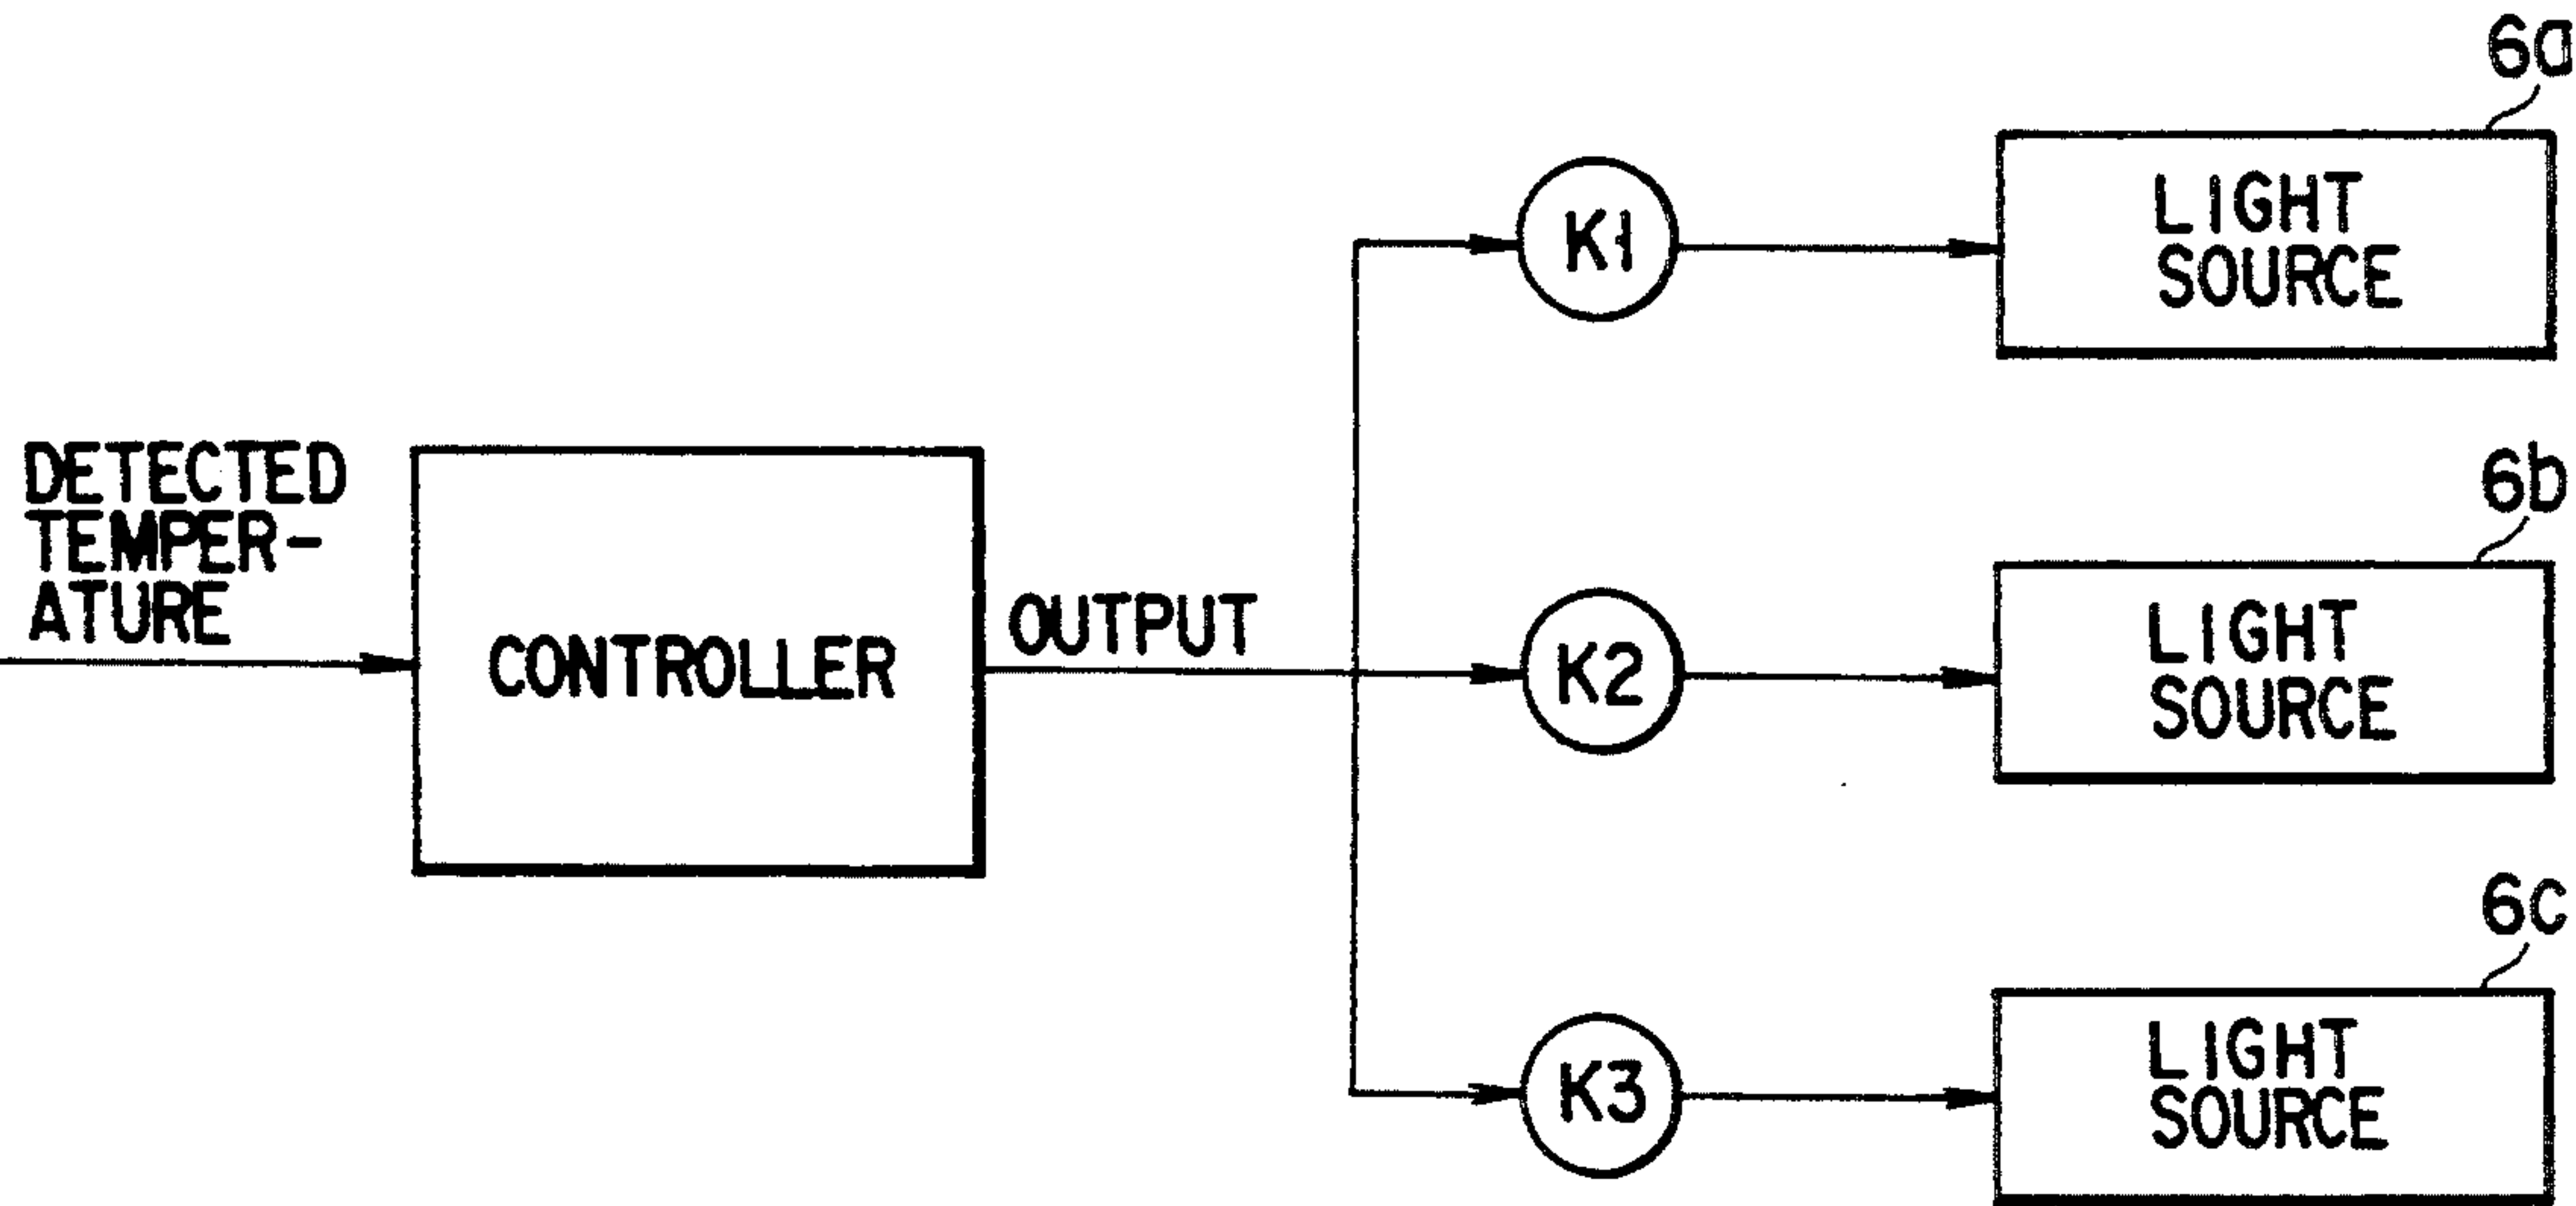 6a
LIGHT
SOURCE
K1
DETECTED
TEMPER-
ATURE
CONTROLLER
OUTPUT
K2
6b
LIGHT
SOURCE
K3
6c
LIGHT
SOURCE